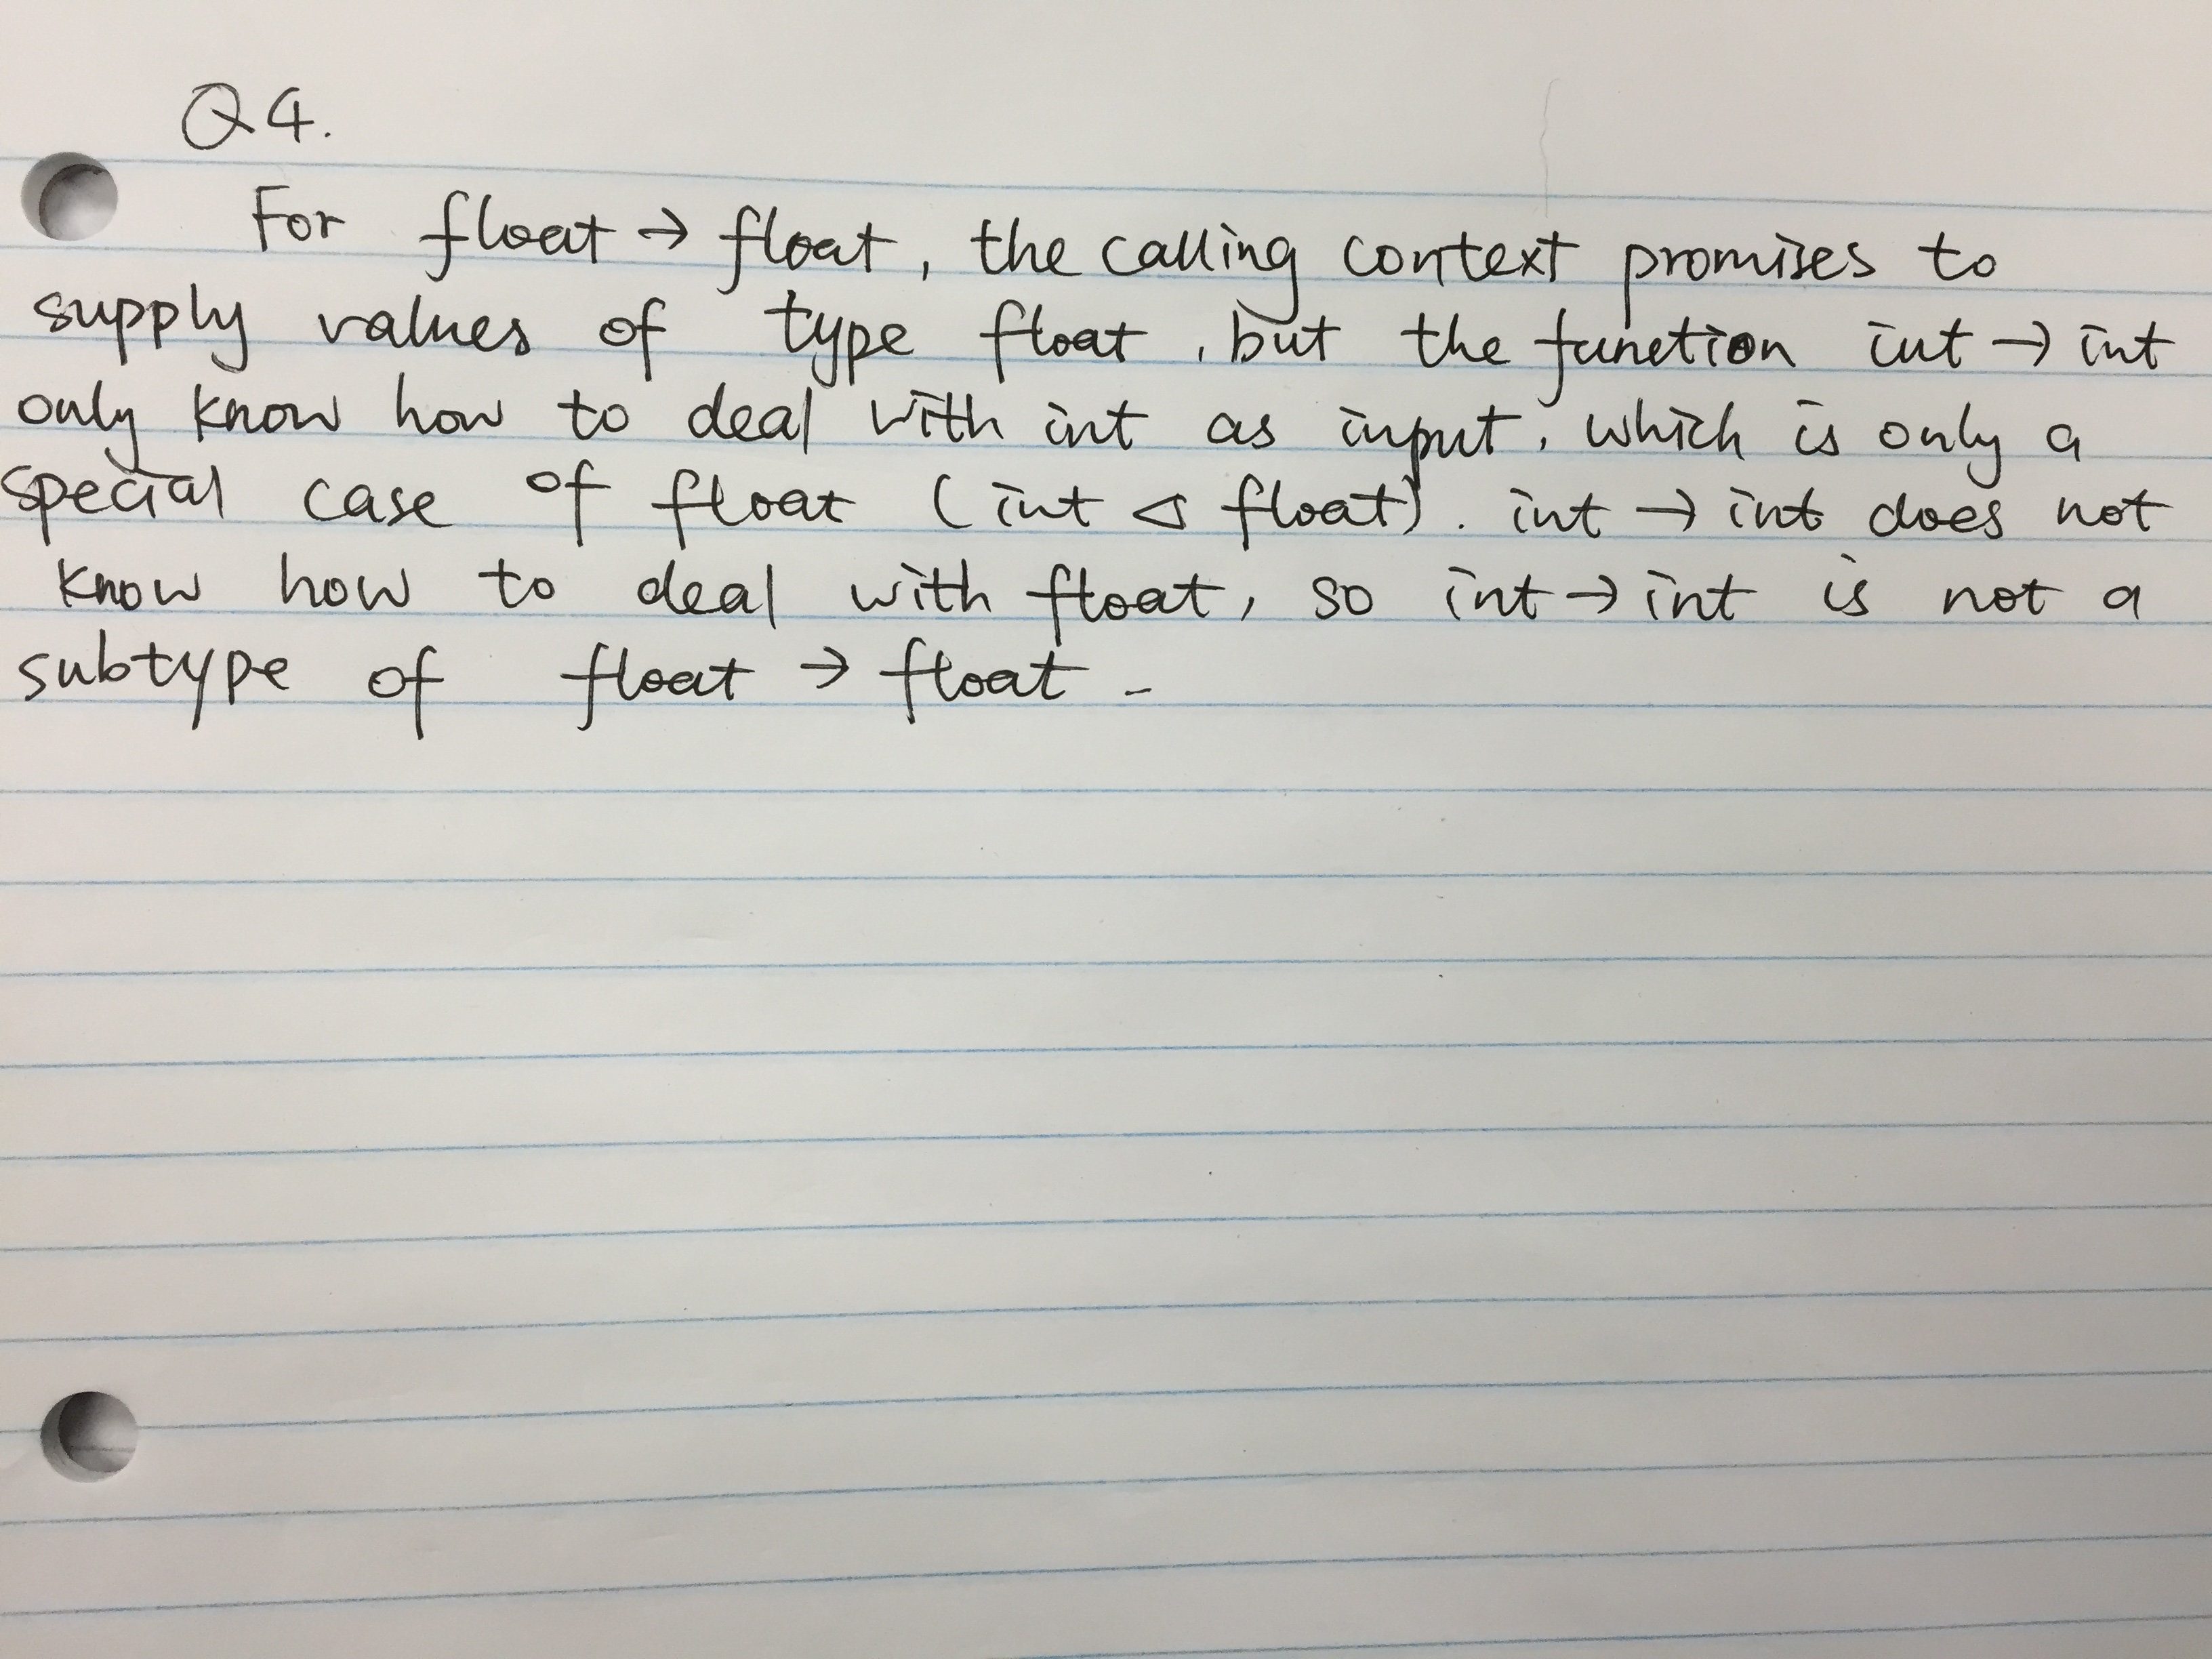 Q4.
For float → float, the calling context promises to
supply values of type float, but the function int → int
only know how to deal with int as input, which is only a
special case of float (int ◁ float). int → int does not
know how to deal with float, so int → int is not a
subtype of float → float.